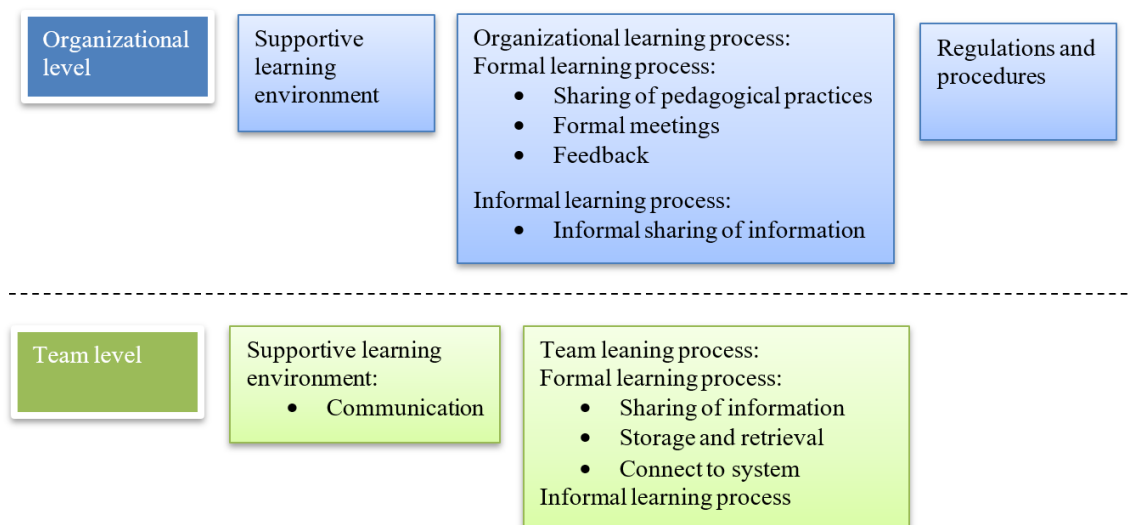 Organizational
level
Supportive
learning
environment
Organizational learning process:
Formal learning process:
• Sharing of pedagogical practices
• Formal meetings
• Feedback
Informal learning process:
• Informal sharing of information
Regulations and
procedures
Team level
Supportive learning
environment:
• Communication
Team leaning process:
Formal learning process:
• Sharing of information
• Storage and retrieval
• Connect to system
Informal learning process